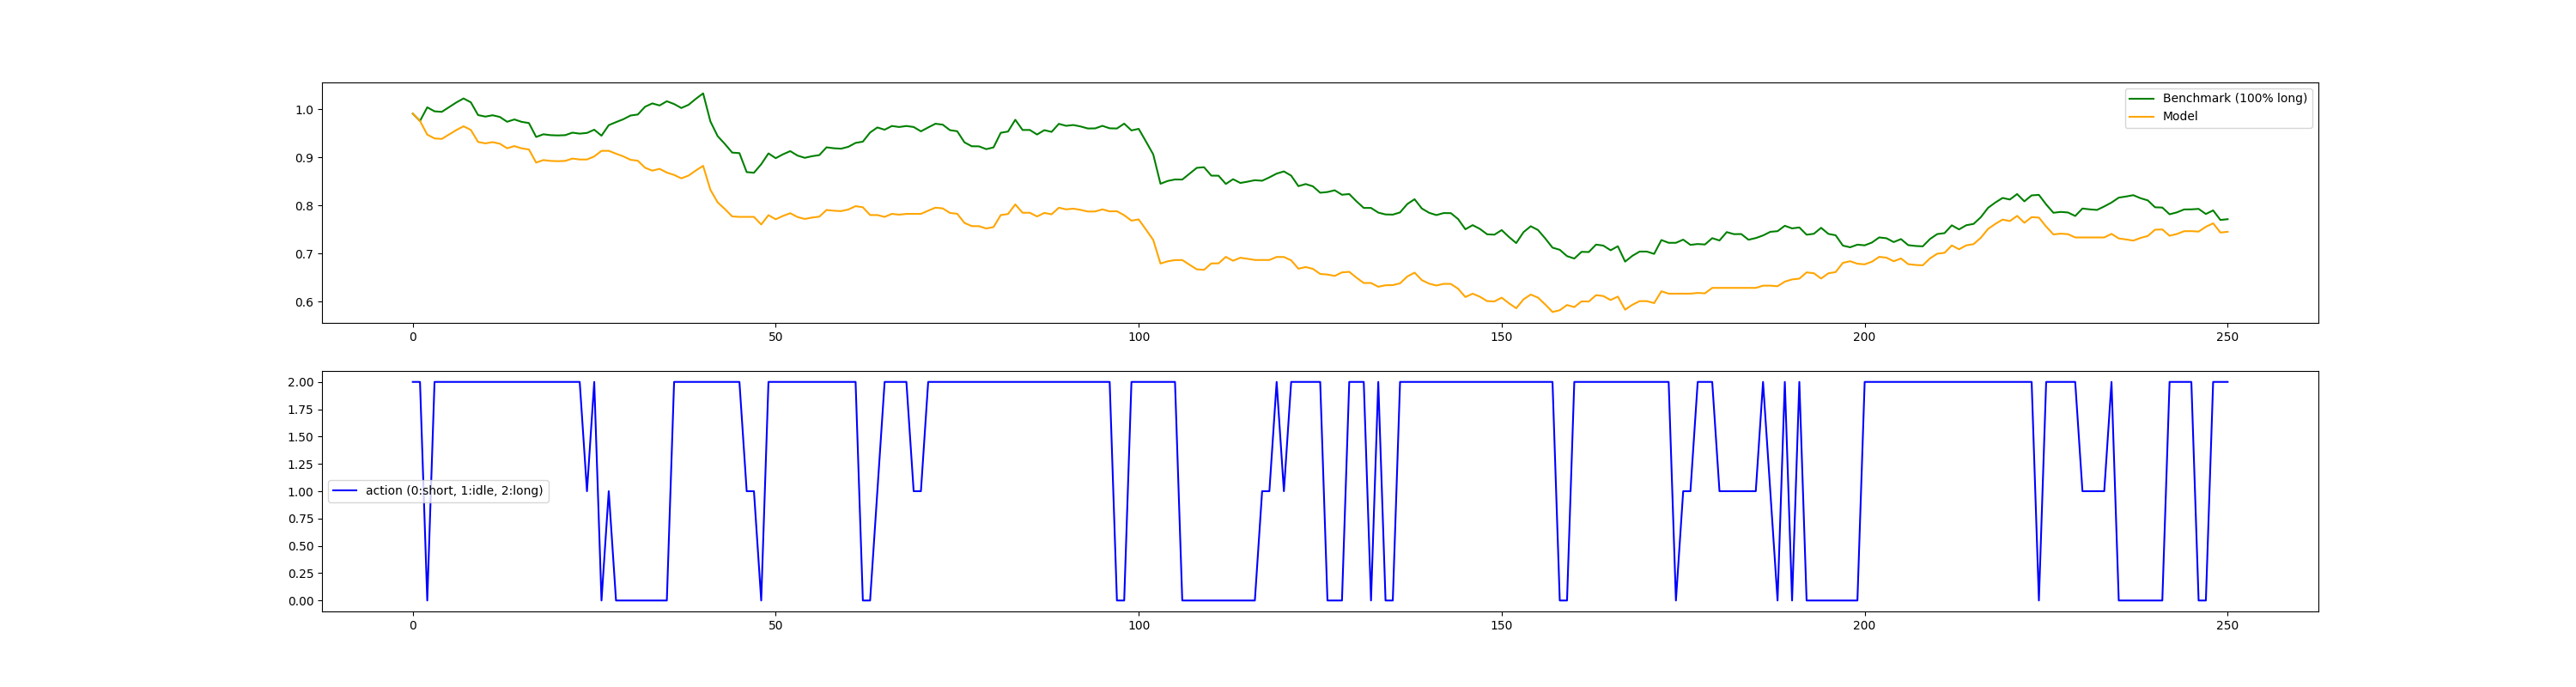 1.0
0.9
0.8
0.7
0.6
Benchmark (100% long)
Model
0 50 100 150 200 250
2.00
1.75
1.50
1.25
1.00
0.75
0.50
0.25
0.00
action (0:short, 1:idle, 2:long)
0 50 100 150 200 250